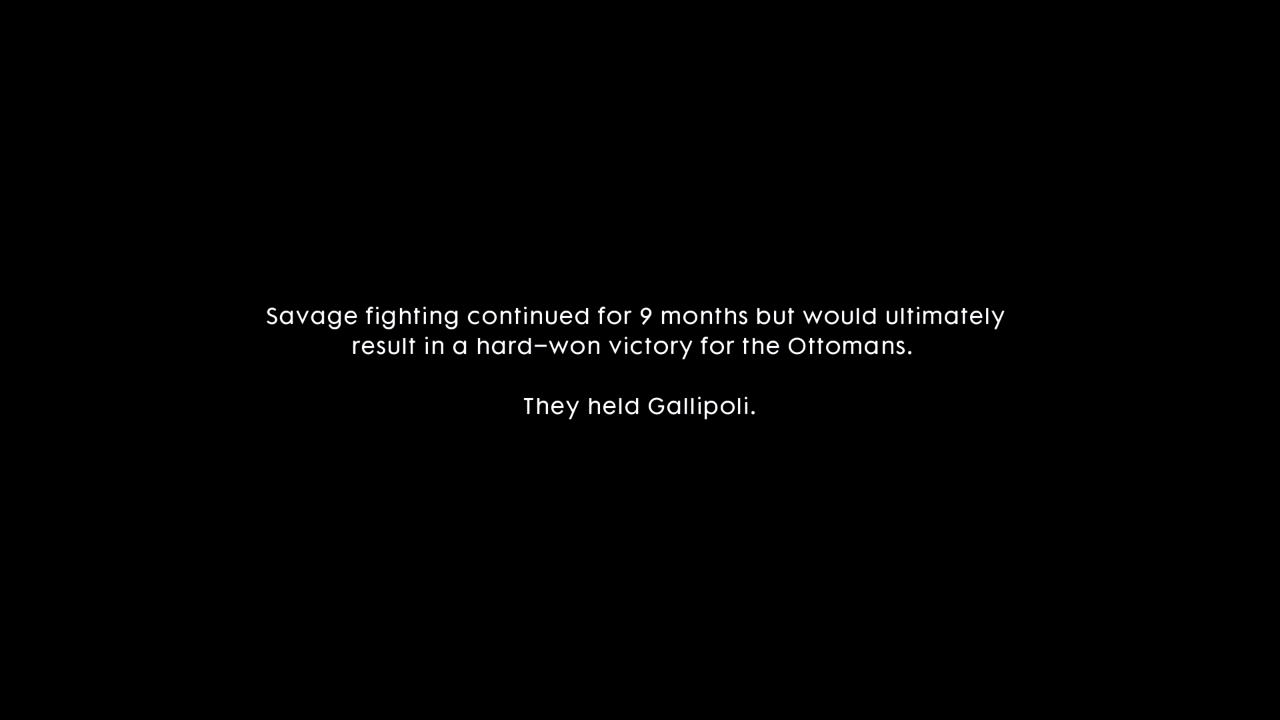 Savage fighting continued for 9 months but would ultimately
result in a hard–won victory for the Ottomans.
They held Gallipoli.